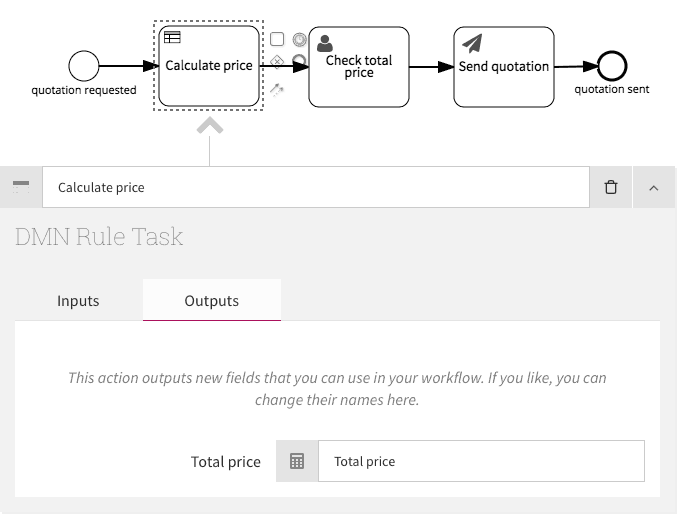 Calculate price
Check total
price
Send quotation
quotation requested
quotation sent
Calculate price
DMN Rule Task
Inputs
Outputs
This action outputs new fields that you can use in your workflow. If you like, you can
change their names here.
Total price
Total price